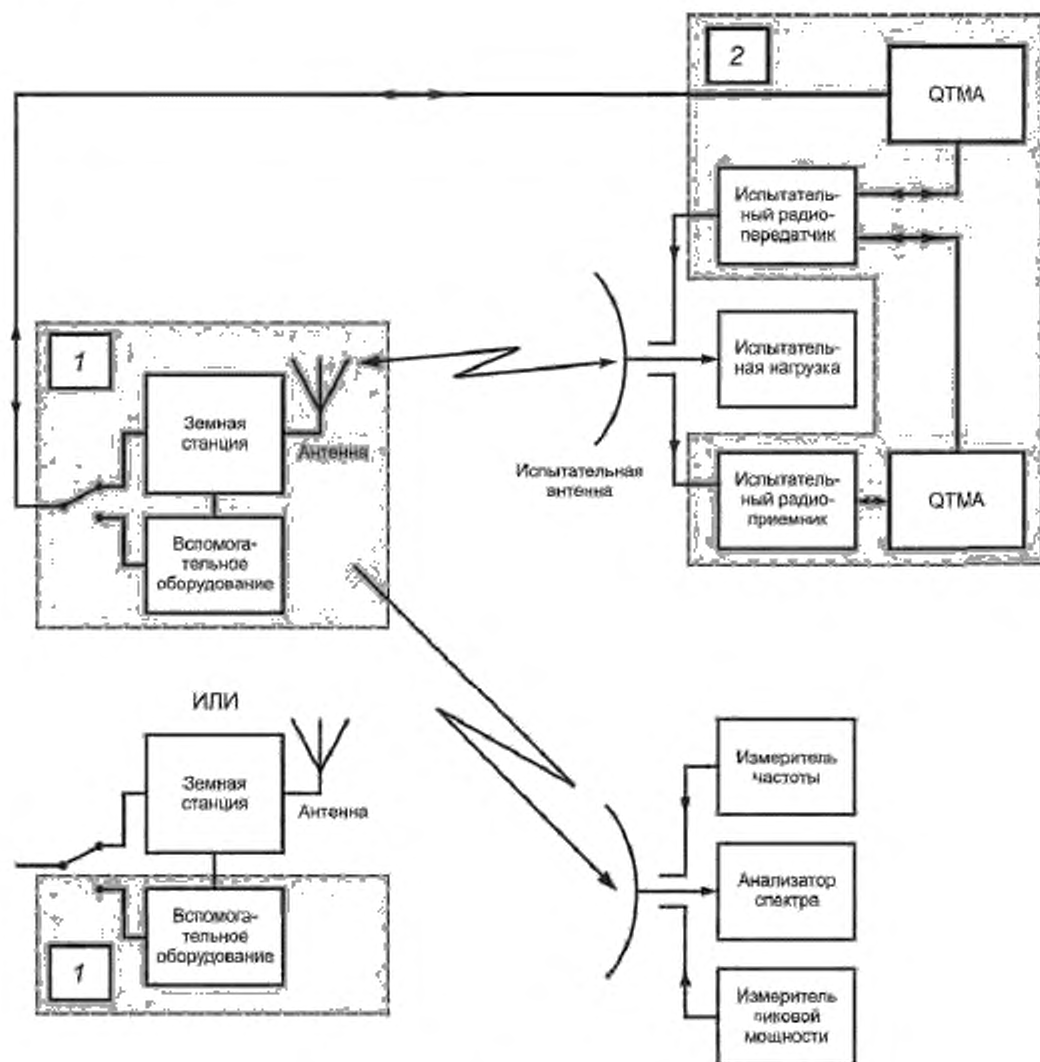 2
QTMA
Испытатель-
ный радио-
передатчик
1
Испытатель-
ная нагрузка
Земная
станция
Антенна
Испытательная
антенна
Испытатель-
ный радио-
приемник
QTMA
Вспомога-
тельное
оборудование
ИЛИ
Земная
станция
Антенна
Измеритель
частоты
Анализатор
спектра
Вспомога-
тельное
оборудование
1
Измеритель
пиковой
мощности